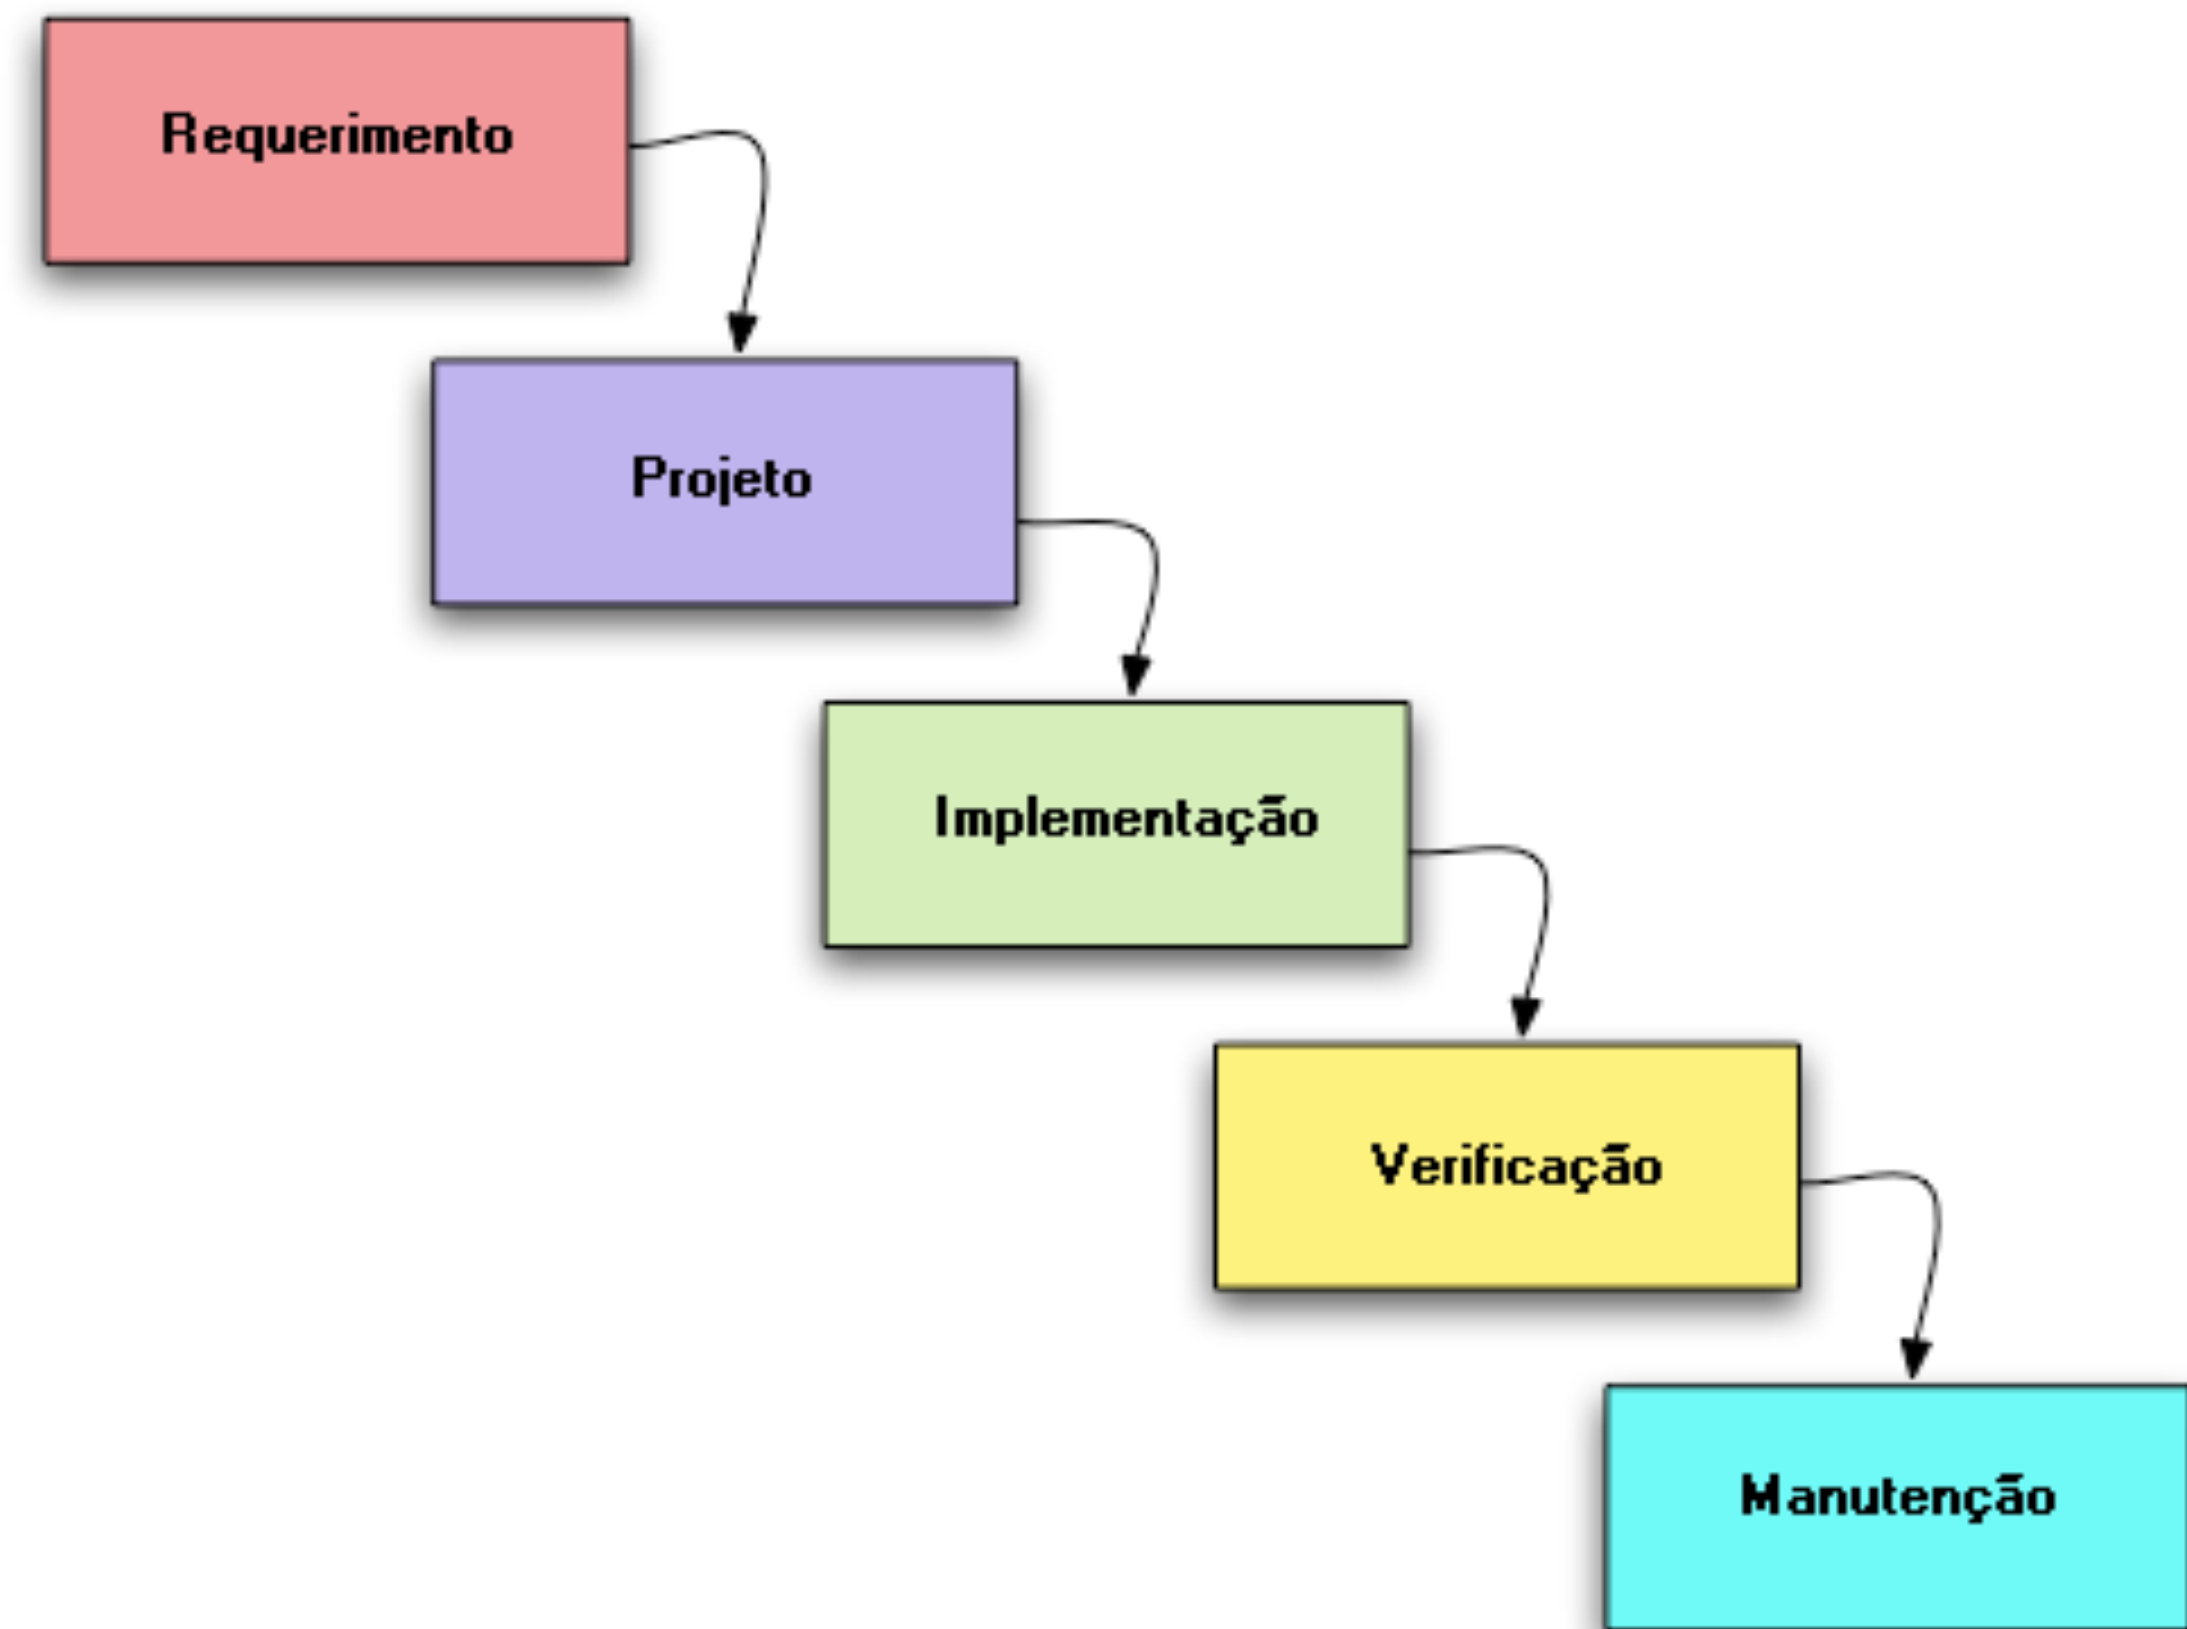 Requerimento
Projeto
Implementação
Verificação
Manutenção